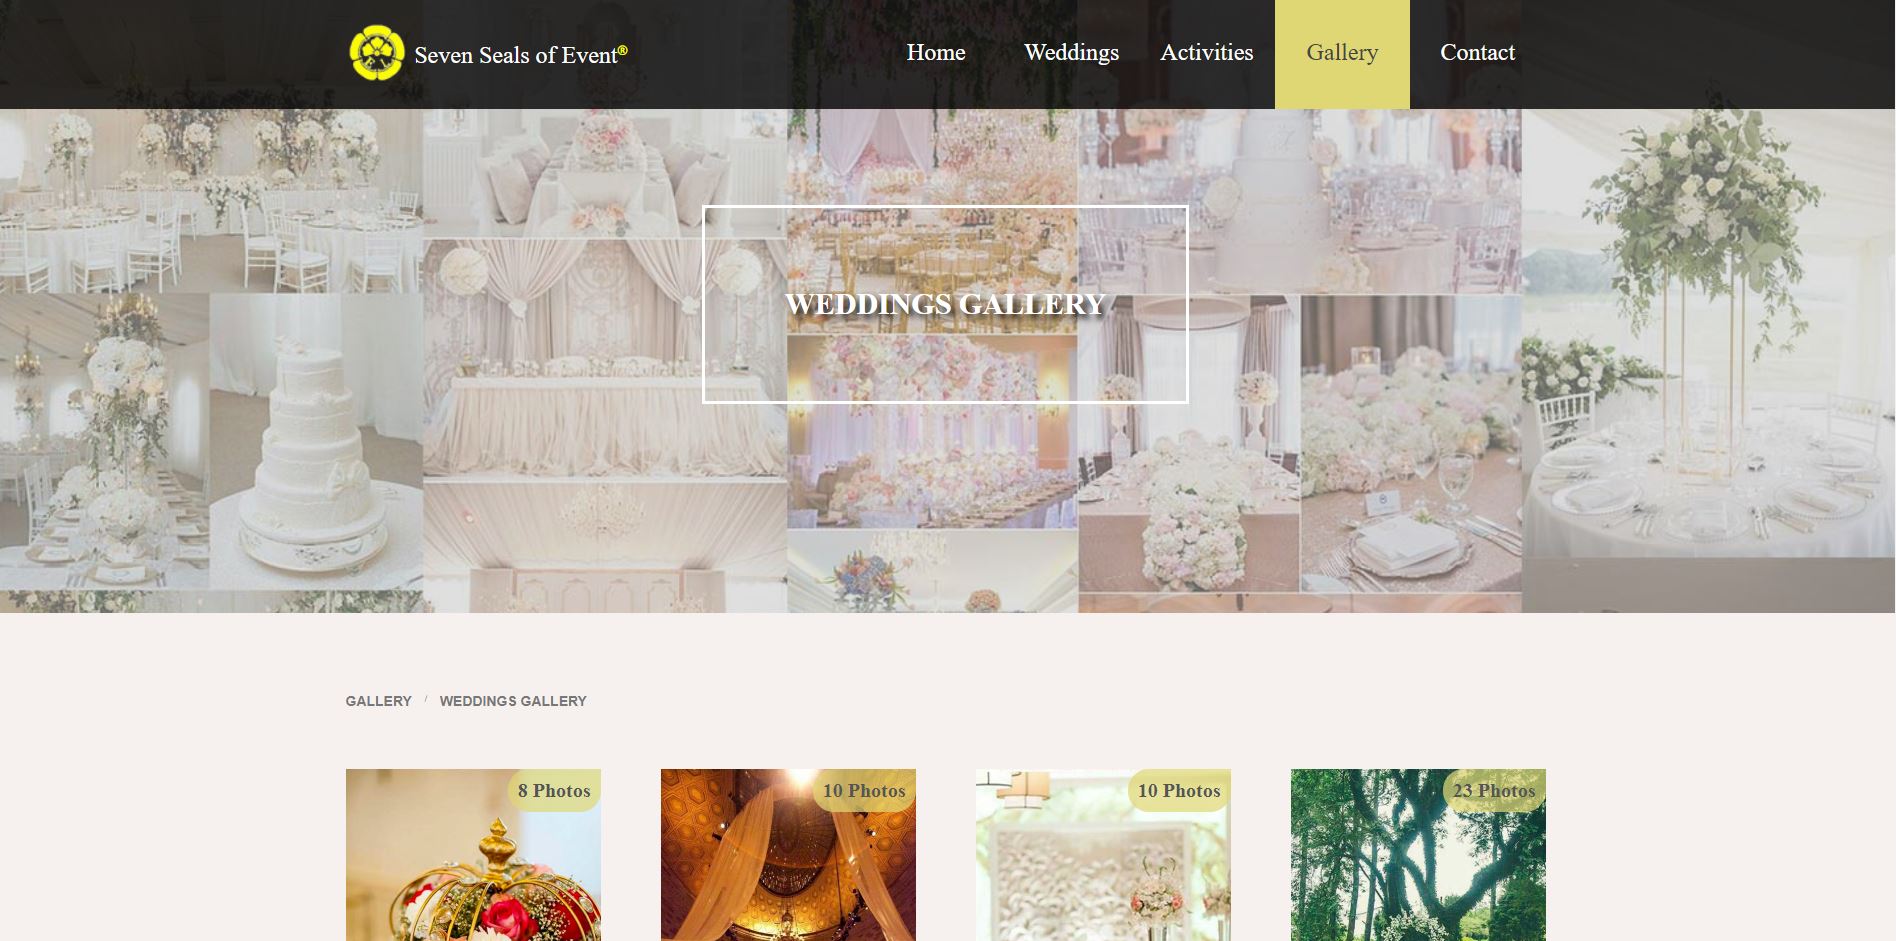 Seven Seals of Event®
Home Weddings Activities Gallery Contact
WEDDINGS GALLERY
GALLERY / WEDDINGS GALLERY
8 Photos
10 Photos
10 Photos
23 Photos